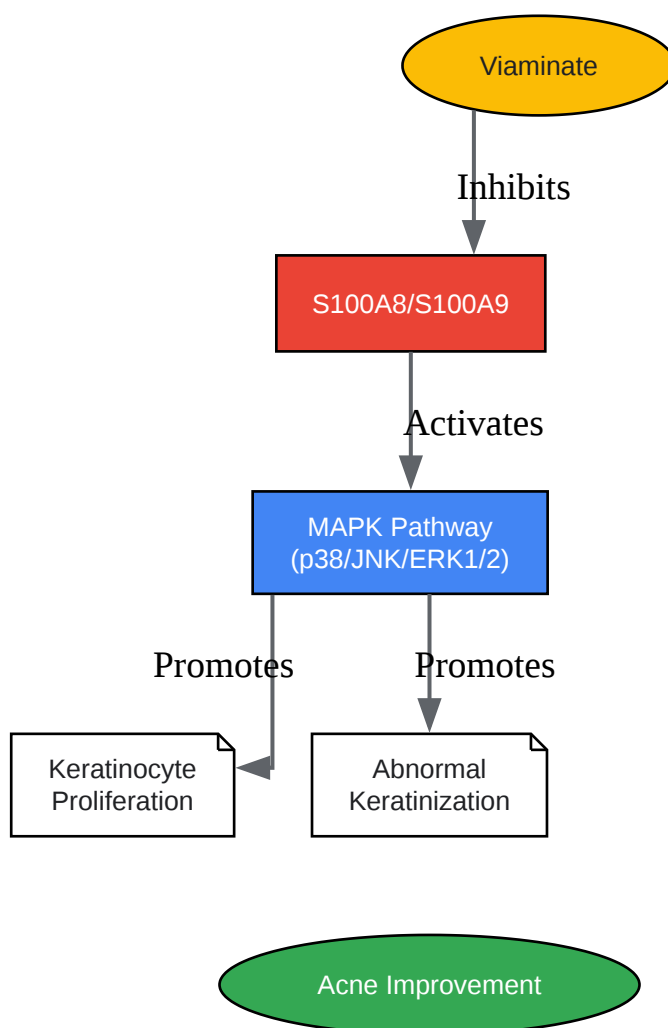 Viaminate
Inhibits
S100A8/S100A9
Activates
MAPK Pathway
(p38/JNK/ERK1/2)
Promotes
Promotes
Keratinocyte
Proliferation
Abnormal
Keratinization
Acne Improvement